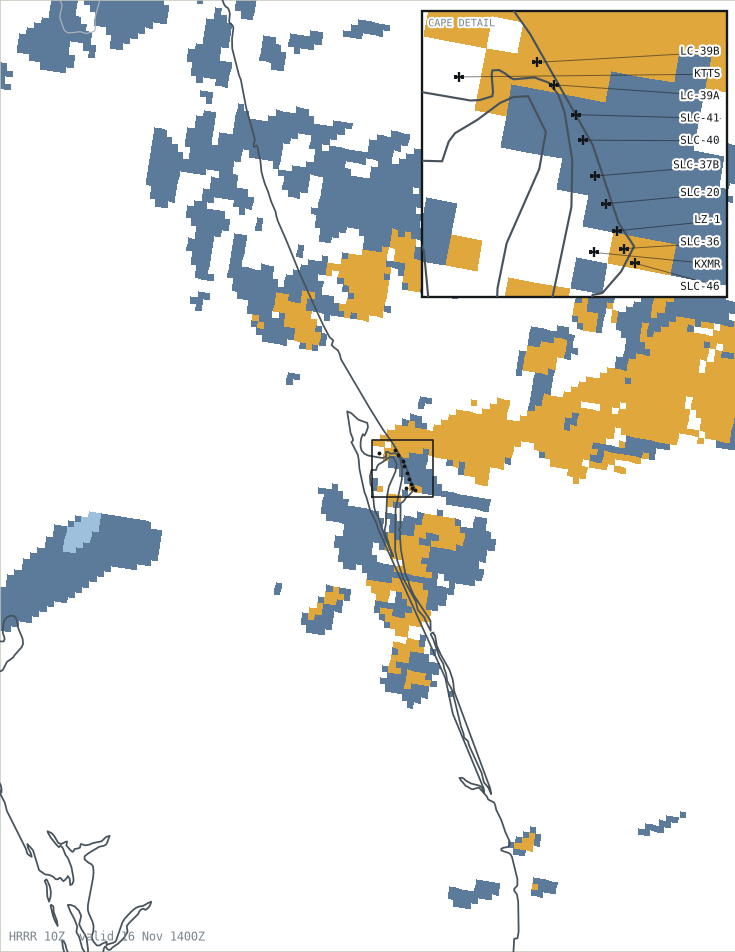 CAPE DETAIL
LC-39B
KTTS
LC-39A
SLC-41
SLC-40
SLC-37B
SLC-20
LZ-1
SLC-36
KXMR
SLC-46
HRRR 10Z valid 16 Nov 1400Z